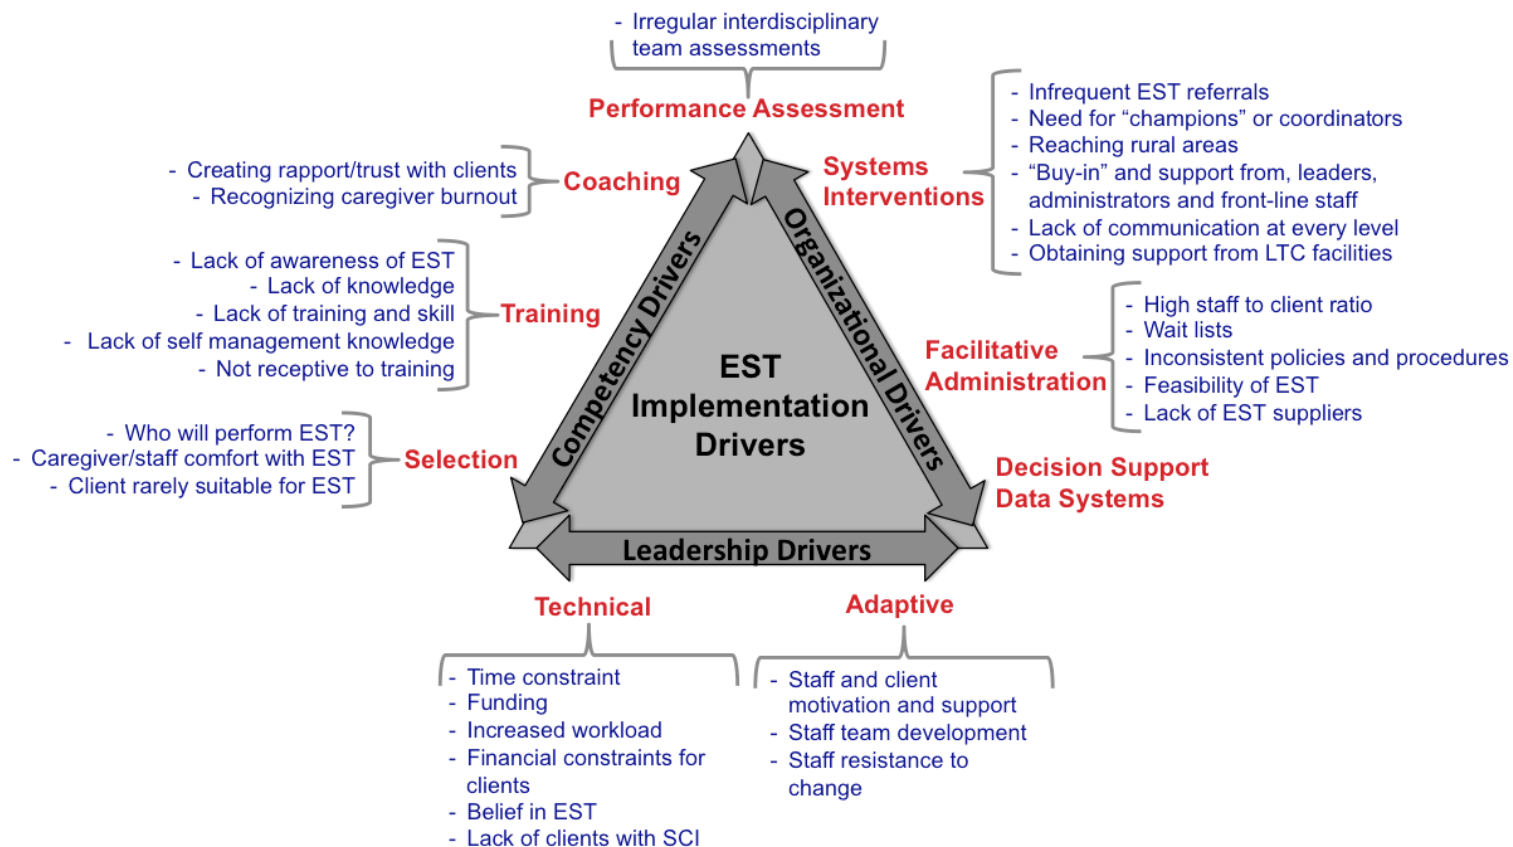 - Irregular interdisciplinary
team assessments
Performance Assessment
- Creating rapport/trust with clients
- Recognizing caregiver burnout
Coaching
- Lack of awareness of EST
- Lack of knowledge
- Lack of training and skill
- Lack of self management knowledge
- Not receptive to training
Training
- Who will perform EST?
- Caregiver/staff comfort with EST
- Client rarely suitable for EST
Selection
Competency Drivers
EST
Implementation
Drivers
Organizational Drivers
Leadership Drivers
Systems
Interventions
- Infrequent EST referrals
- Need for “champions” or coordinators
- Reaching rural areas
- “Buy-in” and support from, leaders,
administrators and front-line staff
- Lack of communication at every level
- Obtaining support from LTC facilities
Facilitative
Administration
- High staff to client ratio
- Wait lists
- Inconsistent policies and procedures
- Feasibility of EST
- Lack of EST suppliers
Decision Support
Data Systems
Technical
- Time constraint
- Funding
- Increased workload
- Financial constraints for
clients
- Belief in EST
- Lack of clients with SCI
Adaptive
- Staff and client
motivation and support
- Staff team development
- Staff resistance to
change